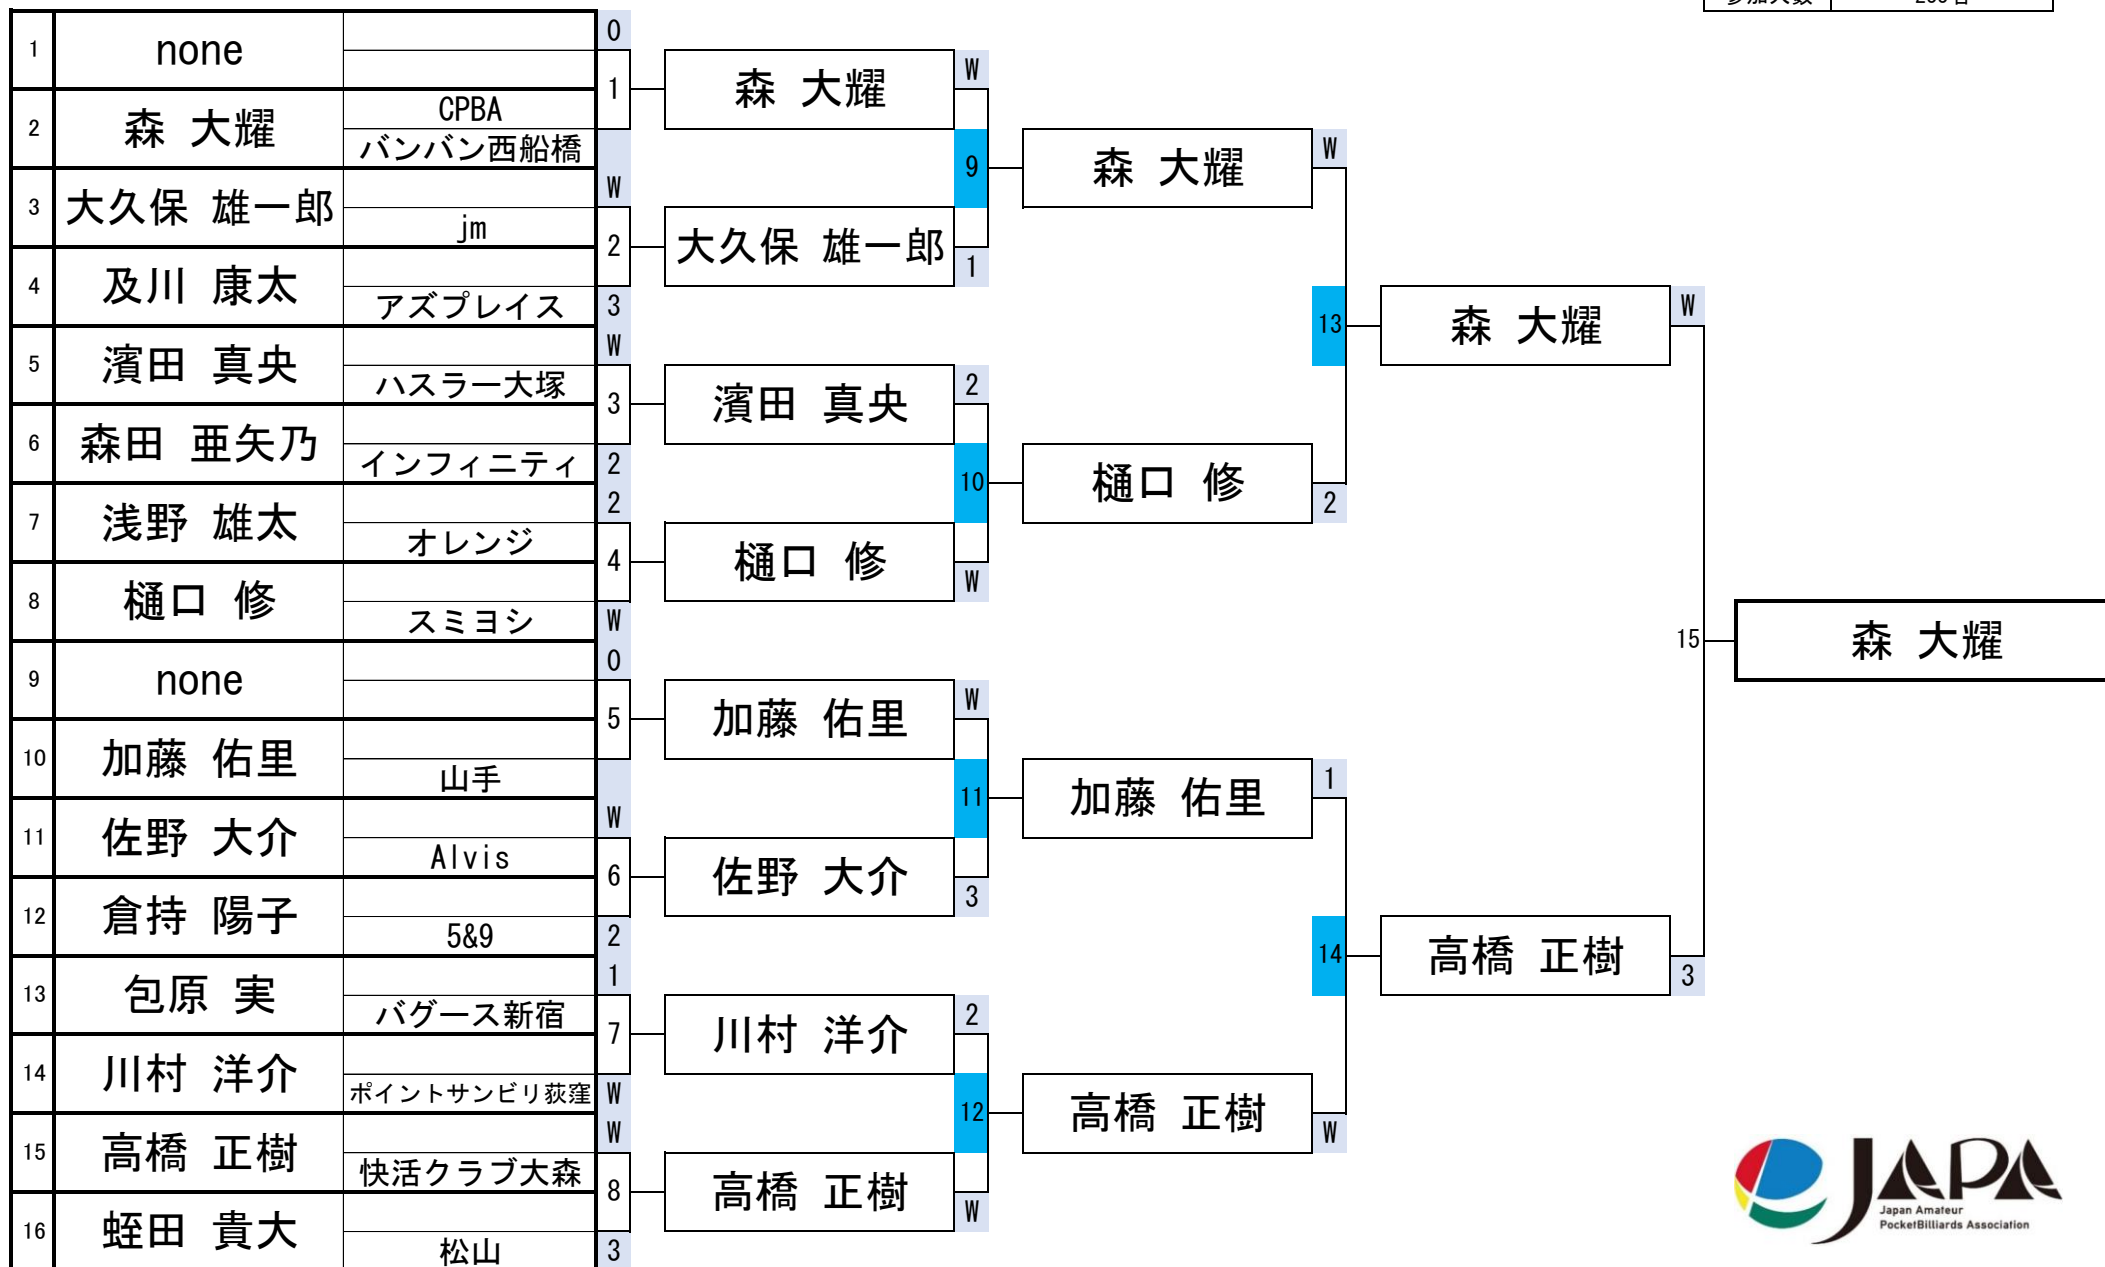 1 none 0
1
2 森 大耀 CPBA
バンバン西船橋
3 大久保 雄一郎 W
jm
2
4 及川 康太
アズプレイス 3
5 濱田 真央 W
ハスラー大塚
3
6 森田 亜矢乃
インフィニティ 2
7 浅野 雄太 2
オレンジ
4
8 樋口 修
スミヨシ W
9 none 0
5
10 加藤 佑里
山手
11 佐野 大介 W
Alvis
6
12 倉持 陽子
5&9 2
13 包原 実 1
バグース新宿
7
14 川村 洋介
ポイントサンビリ荻窪 W
15 高橋 正樹 W
快活クラブ大森
8
16 蛭田 貴大
松山 3
森 大耀 W
9
大久保 雄一郎 1
濱田 真央 2
10
樋口 修 W
加藤 佑里 W
11
佐野 大介 3
川村 洋介 2
12
高橋 正樹 W
森 大耀 W
13
樋口 修 2
加藤 佑里 1
14
高橋 正樹 W
森 大耀 W
15
高橋 正樹 3
森 大耀
JAPA
Japan Amateur
PocketBilliards Association